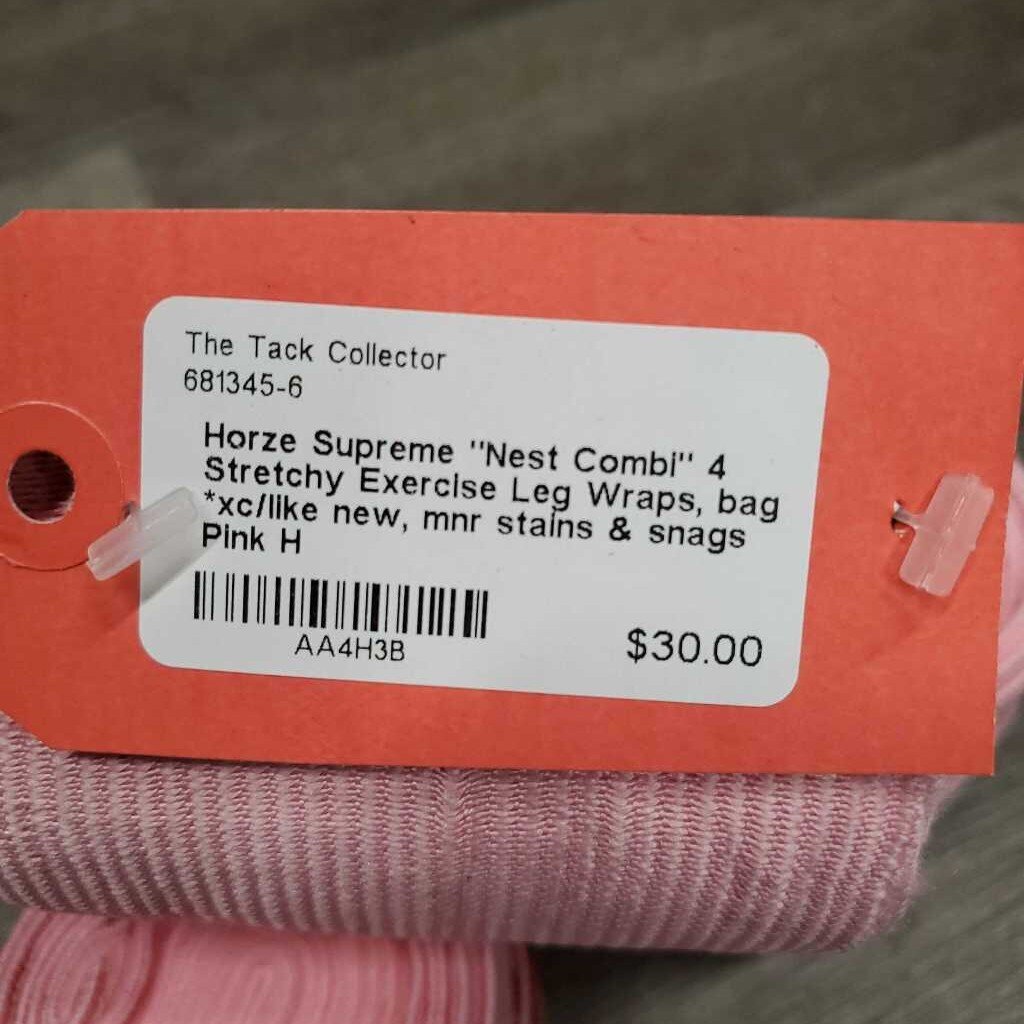 The Tack Collector
681345-6
Horze Supreme "Nest Combi" 4
Stretchy Exercise Leg Wraps, bag
*xc/like new, mnr stains & snags
Pink H
AA4H3B
$30.00